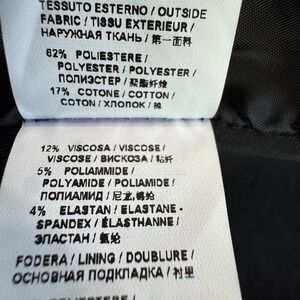 TESSUTO ESTERNO / OUTSIDE
FABRIC / TISSU EXTERIEUR /
НАРУЖНАЯ ТКАНЬ / 第一面料
62% POLIESTERE /
POLYESTER / POLYESTER /
ПОЛИЭСТЕР / 聚酯纤维
17% COTONE / COTTON /
COTON / ХЛОПОК / 棉
12% VISCOSA / VISCOSE /
VISCOSE / ВИСКОЗА / 粘纤
5% POLIAMMIDE /
POLYAMIDE / POLIAMIDE /
ПОЛИАМИД / 尼龙,锦纶
4% ELASTAN / ELASTANE -
SPANDEX / ÉLASTHANNE /
ЭЛАСТАН / 氨纶
FODERA / LINING / DOUBLURE /
ОСНОВНАЯ ПОДКЛАДКА / 衬里
POLIESTERE /